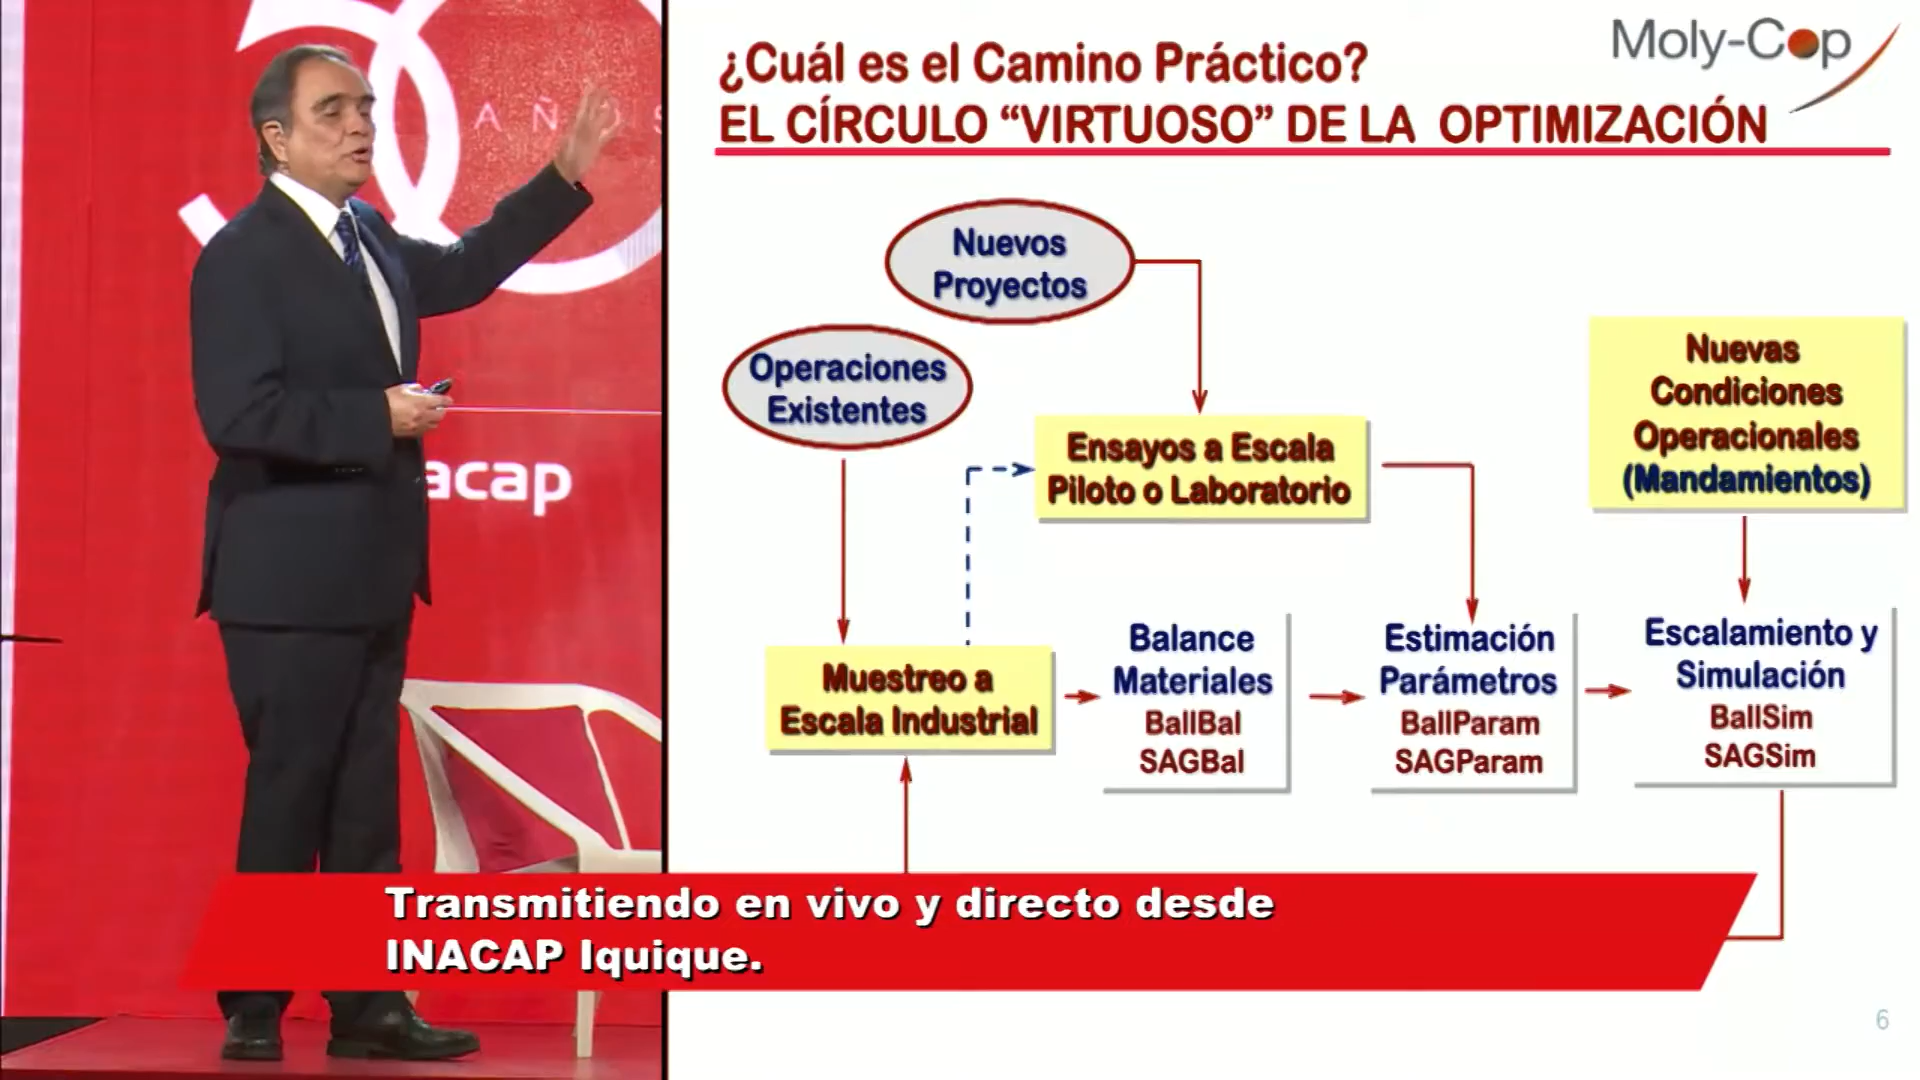 AÑOS
acap
Moly-Cop
¿Cuál es el Camino Práctico?
EL CÍRCULO “VIRTUOSO” DE LA OPTIMIZACIÓN
Nuevos
Proyectos
Operaciones
Existentes
Ensayos a Escala
Piloto o Laboratorio
Nuevas
Condiciones
Operacionales
(Mandamientos)
Muestreo a
Escala Industrial
Balance
Materiales
BallBal
SAGBal
Estimación
Parámetros
BallParam
SAGParam
Escalamiento y
Simulación
BallSim
SAGSim
Transmitiendo en vivo y directo desde
INACAP Iquique.
6